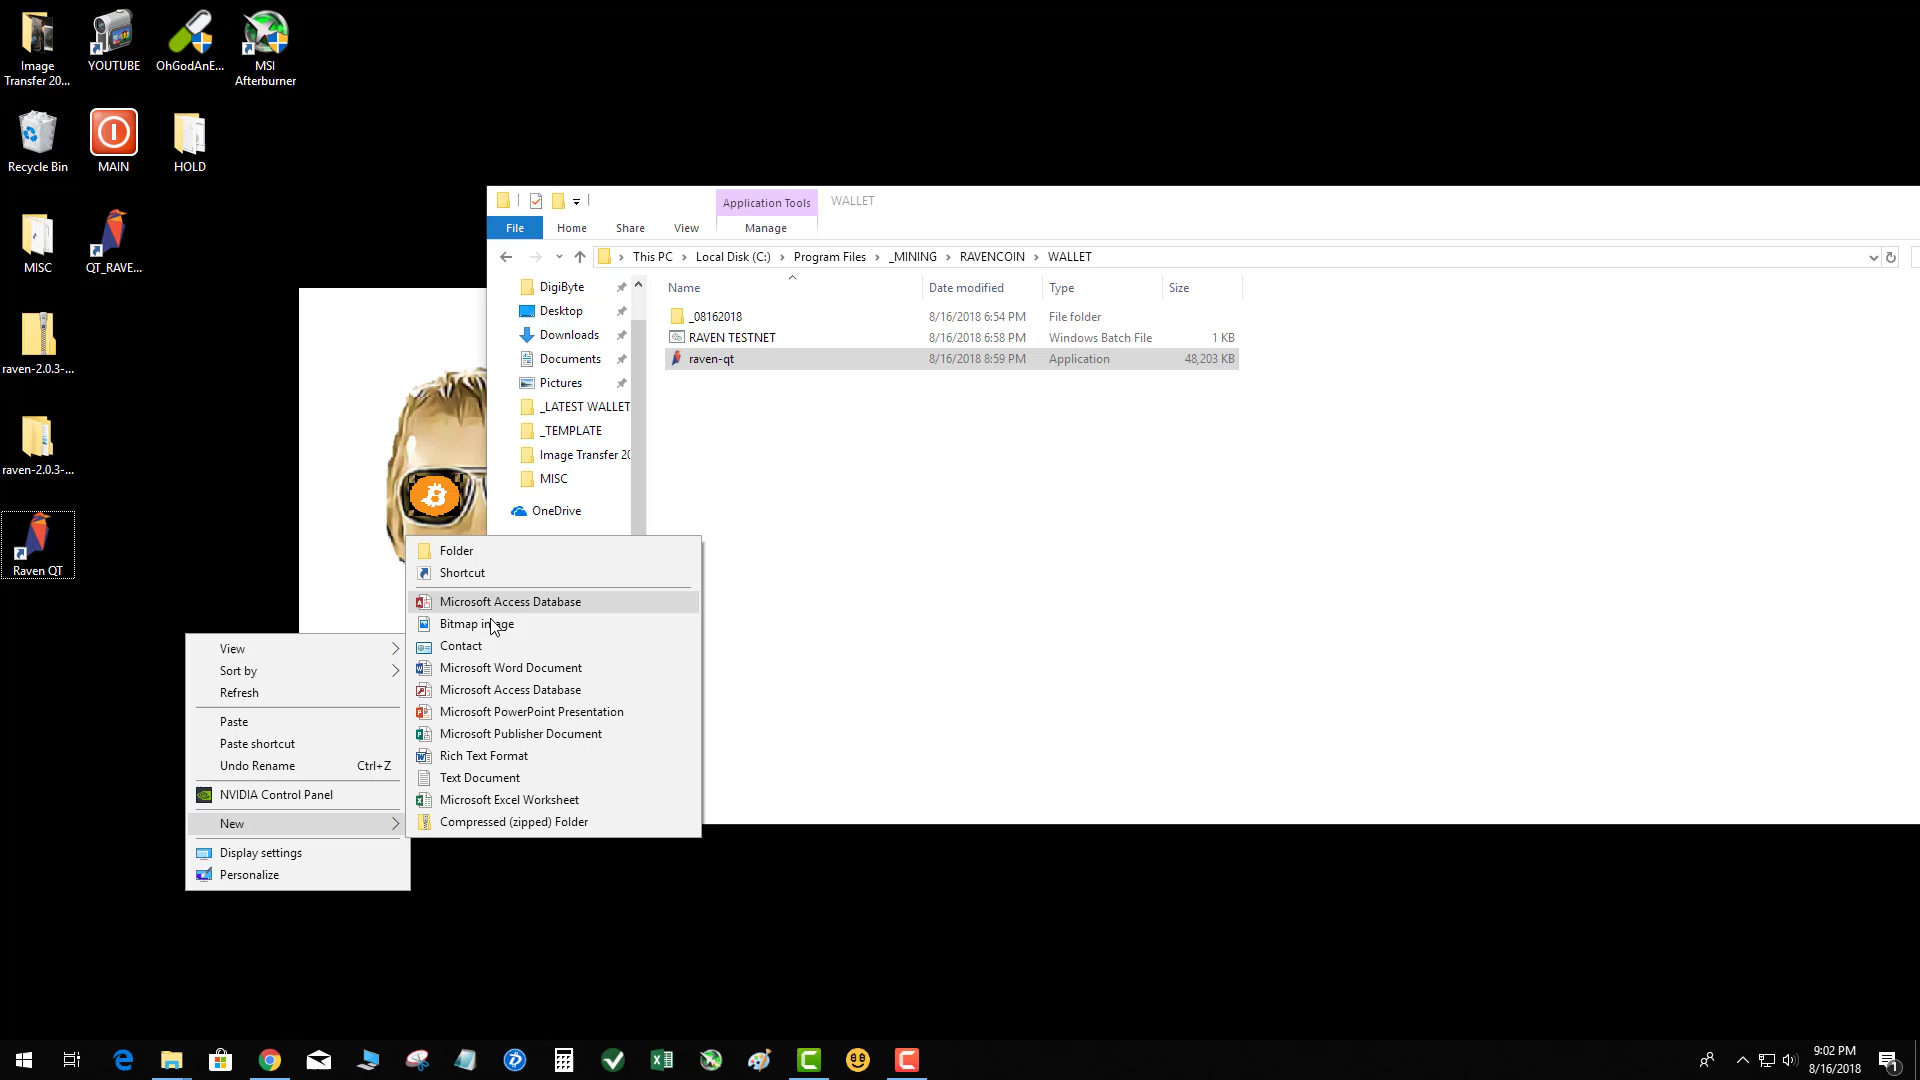 Image
Transfer 20...
YOUTUBE
OhGodAnE...
MSI
Afterburner
Recycle Bin
MAIN
HOLD
MISC
QT_RAVE...
raven-2.0.3-...
raven-2.0.3-...
Raven QT
Application Tools
WALLET
File
Home
Share
View
Manage
This PC
Local Disk (C:)
Program Files
_MINING
RAVENCOIN
WALLET
DigiByte
Desktop
Downloads
Documents
Pictures
_LATEST WALLET
_TEMPLATE
Image Transfer 20
MISC
OneDrive
Name
Date modified
Type
Size
_08162018
8/16/2018 6:54 PM
File folder
RAVEN TESTNET
8/16/2018 6:58 PM
Windows Batch File
1 KB
raven-qt
8/16/2018 8:59 PM
Application
48,203 KB
View
Sort by
Refresh
Paste
Paste shortcut
Undo Rename
Ctrl+Z
NVIDIA Control Panel
New
Display settings
Personalize
Folder
Shortcut
Microsoft Access Database
Bitmap image
Contact
Microsoft Word Document
Microsoft Access Database
Microsoft PowerPoint Presentation
Microsoft Publisher Document
Rich Text Format
Text Document
Microsoft Excel Worksheet
Compressed (zipped) Folder
9:02 PM
8/16/2018
1